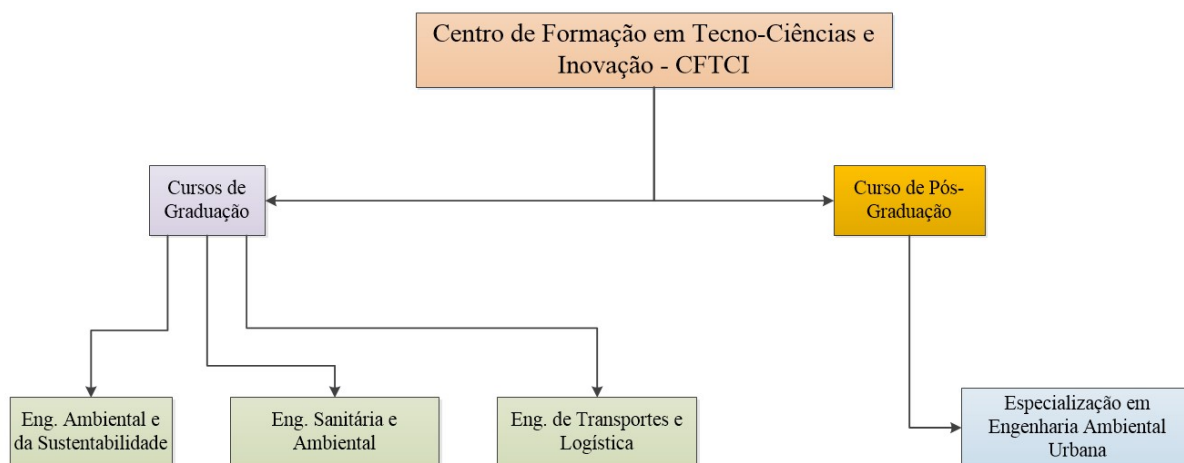 Centro de Formação em Tecno-Ciências e
Inovação - CFTCI
Cursos de
Graduação
Curso de Pós-
Graduação
Eng. Ambiental e
da Sustentabilidade
Eng. Sanitária e
Ambiental
Eng. de Transportes e
Logística
Especialização em
Engenharia Ambiental
Urbana